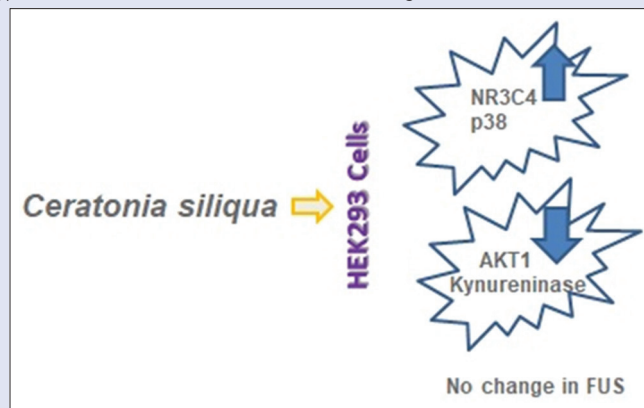 Ceratonia siliqua
HEK293 Cells
NR3C4
p38
AKT1
Kynureninase
No change in FUS